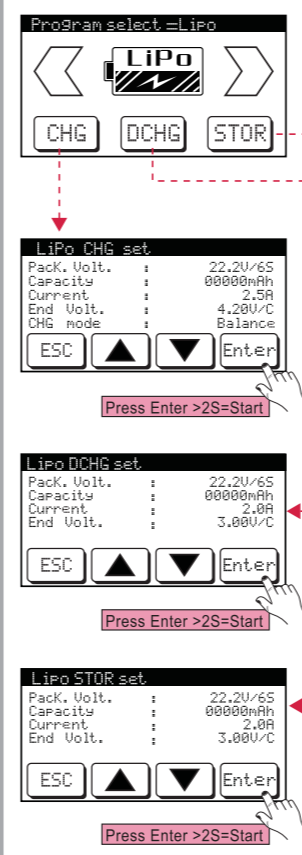 Program select =Lipo
LiPo
CHG DCHG STOR
LiPo CHG set
Pack. Volt. : 22.2V/6S
Capacity : 00000mAh
Current : 2.5A
End Volt. : 4.20V/C
CHG mode : Balance
ESC Enter
Press Enter >2S=Start
Lipo DCHG set
Pack. Volt. : 22.2V/6S
Capacity : 00000mAh
Current : 2.0A
End Volt. : 3.00V/C
ESC Enter
Press Enter >2S=Start
Lipo STOR set
Pack. Volt. : 22.2V/6S
Capacity : 00000mAh
Current : 2.0A
End Volt. : 3.00V/C
ESC Enter
Press Enter >2S=Start